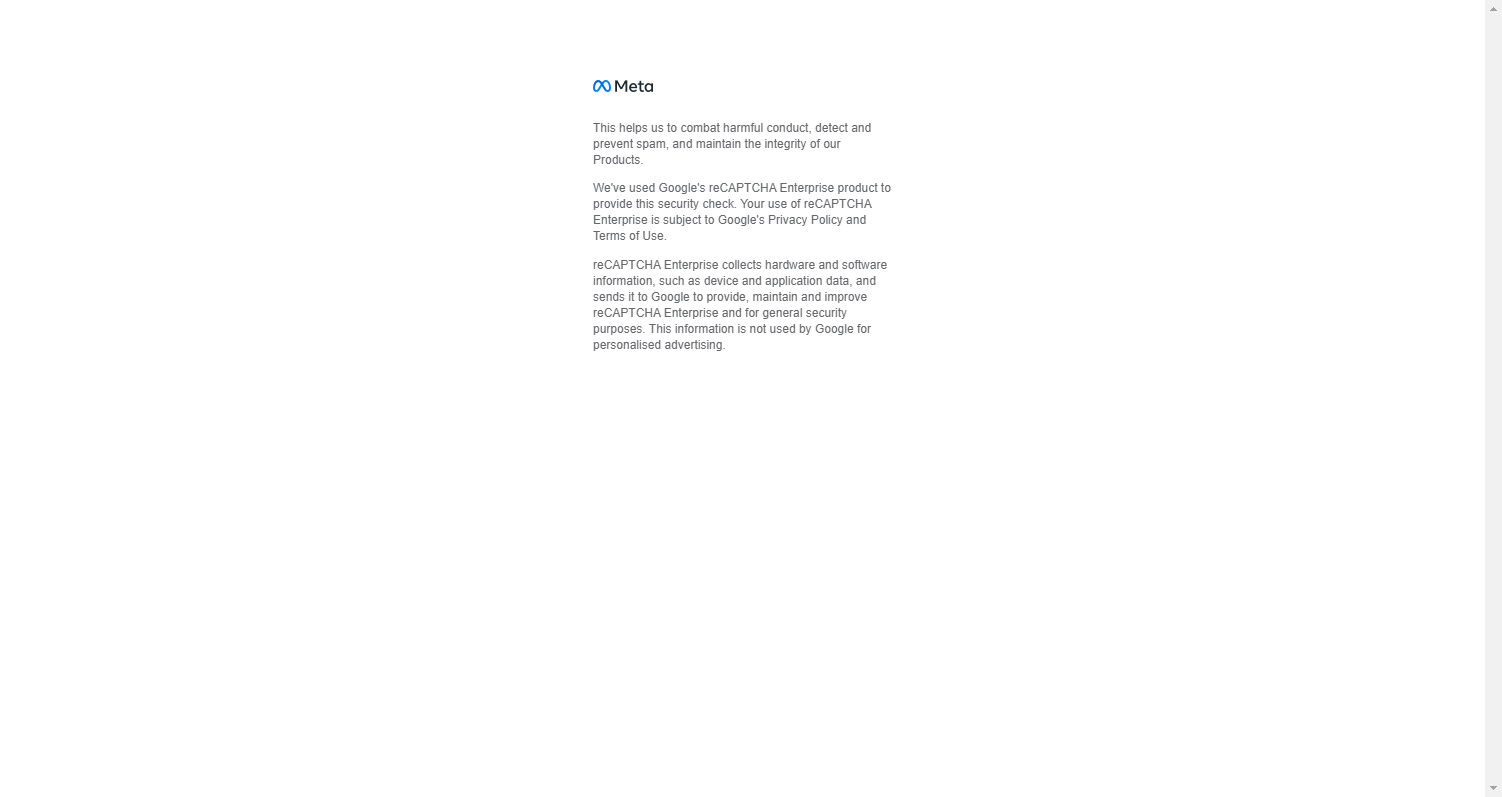 Meta
This helps us to combat harmful conduct, detect and
prevent spam, and maintain the integrity of our
Products.
We've used Google's reCAPTCHA Enterprise product to
provide this security check. Your use of reCAPTCHA
Enterprise is subject to Google's Privacy Policy and
Terms of Use.
reCAPTCHA Enterprise collects hardware and software
information, such as device and application data, and
sends it to Google to provide, maintain and improve
reCAPTCHA Enterprise and for general security
purposes. This information is not used by Google for
personalised advertising.